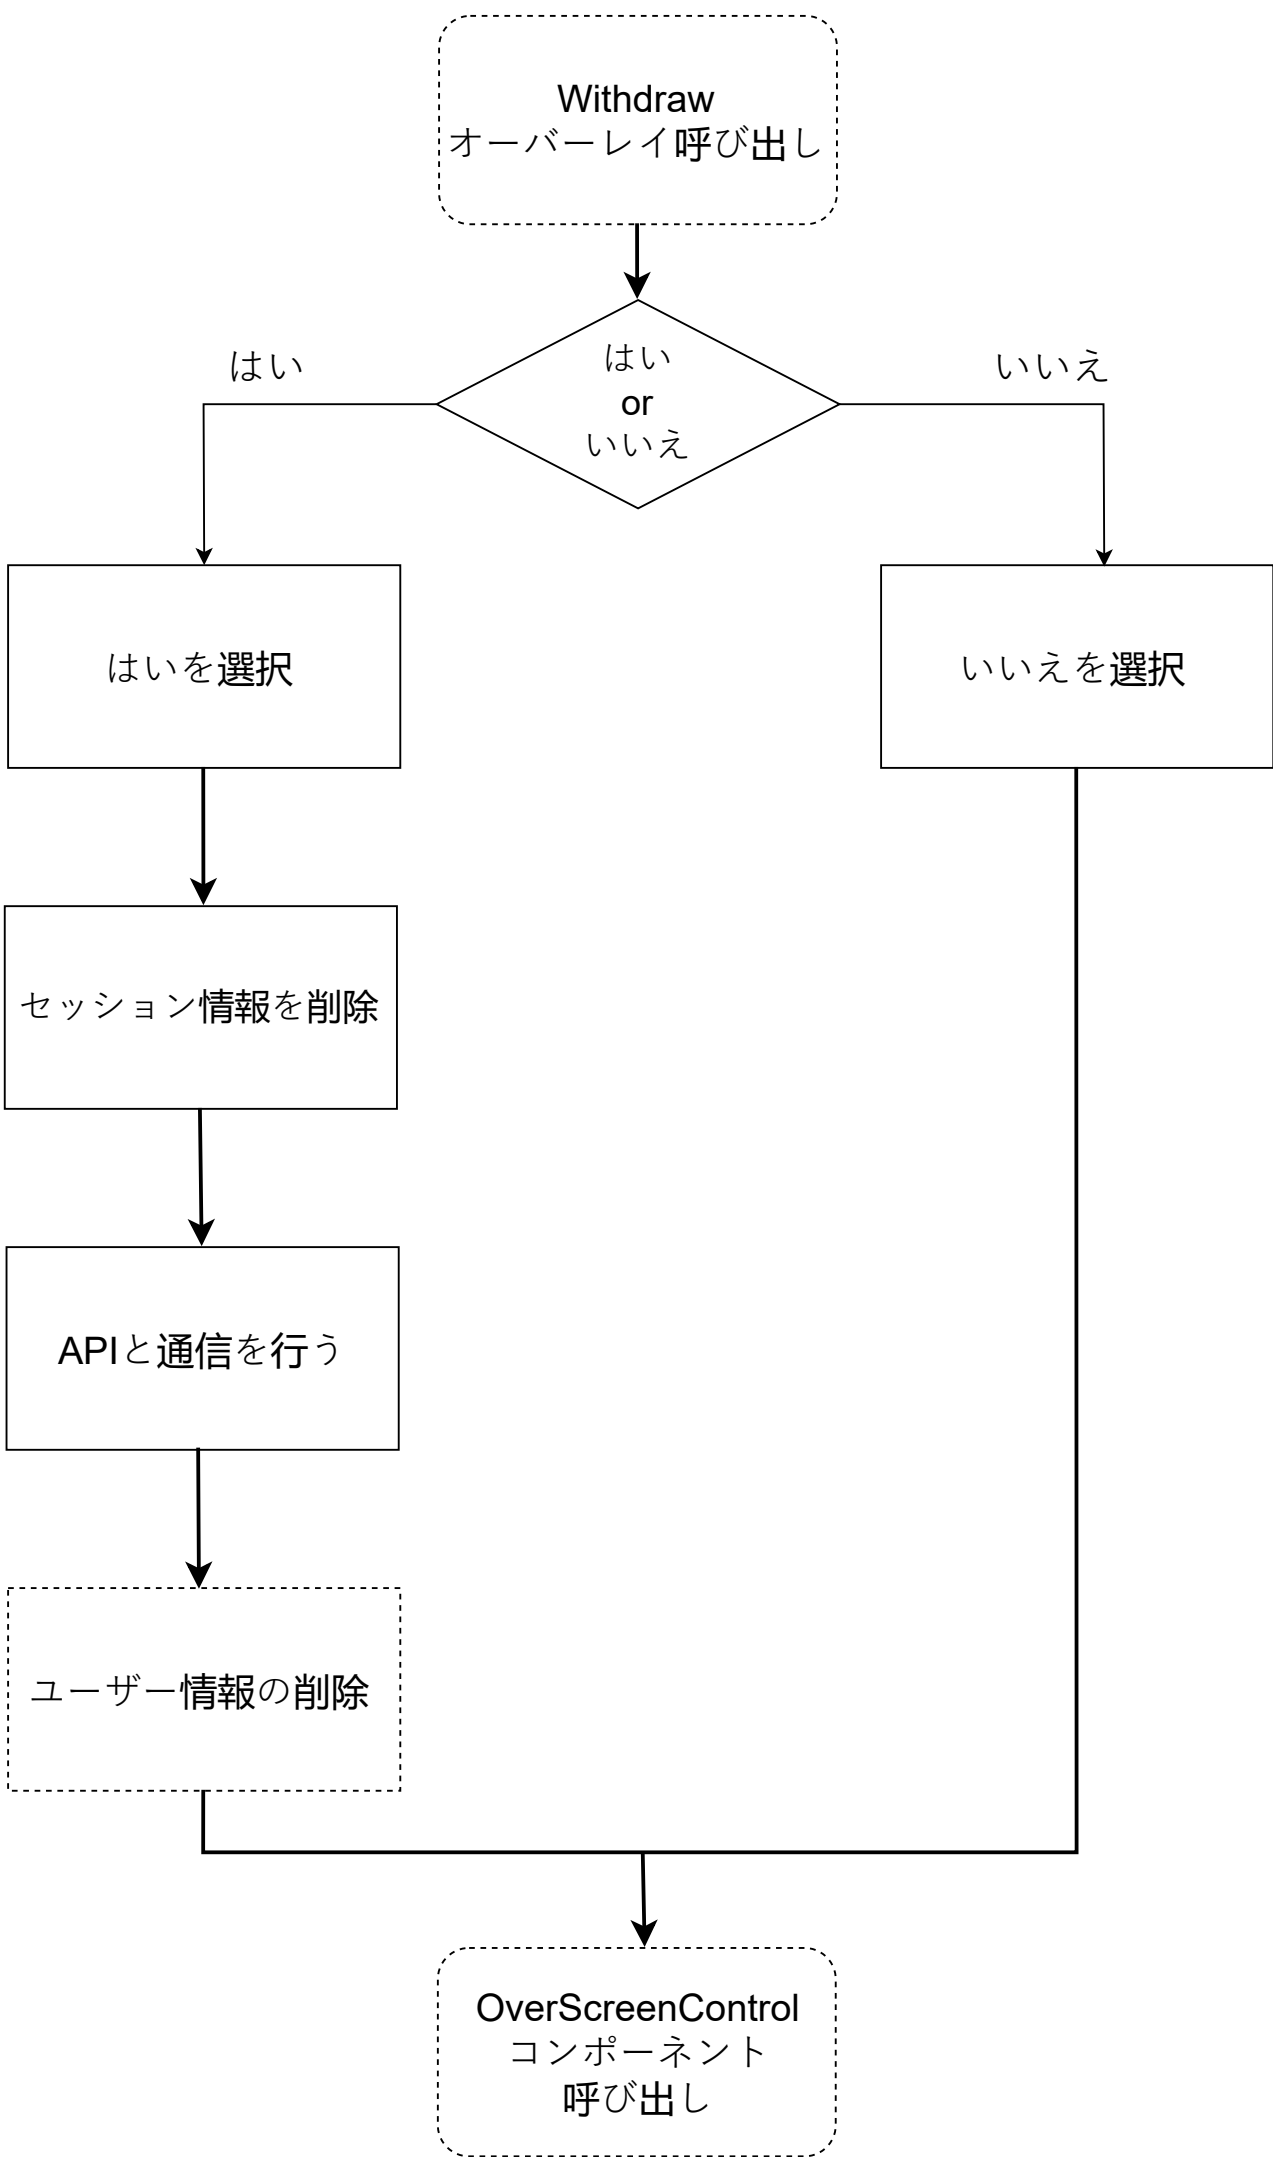 Withdraw
オーバーレイ呼び出し
はい
or
いいえ
はい
いいえ
はいを選択
いいえを選択
セッション情報を削除
APIと通信を行う
ユーザー情報の削除
OverScreenControl
コンポーネント
呼び出し